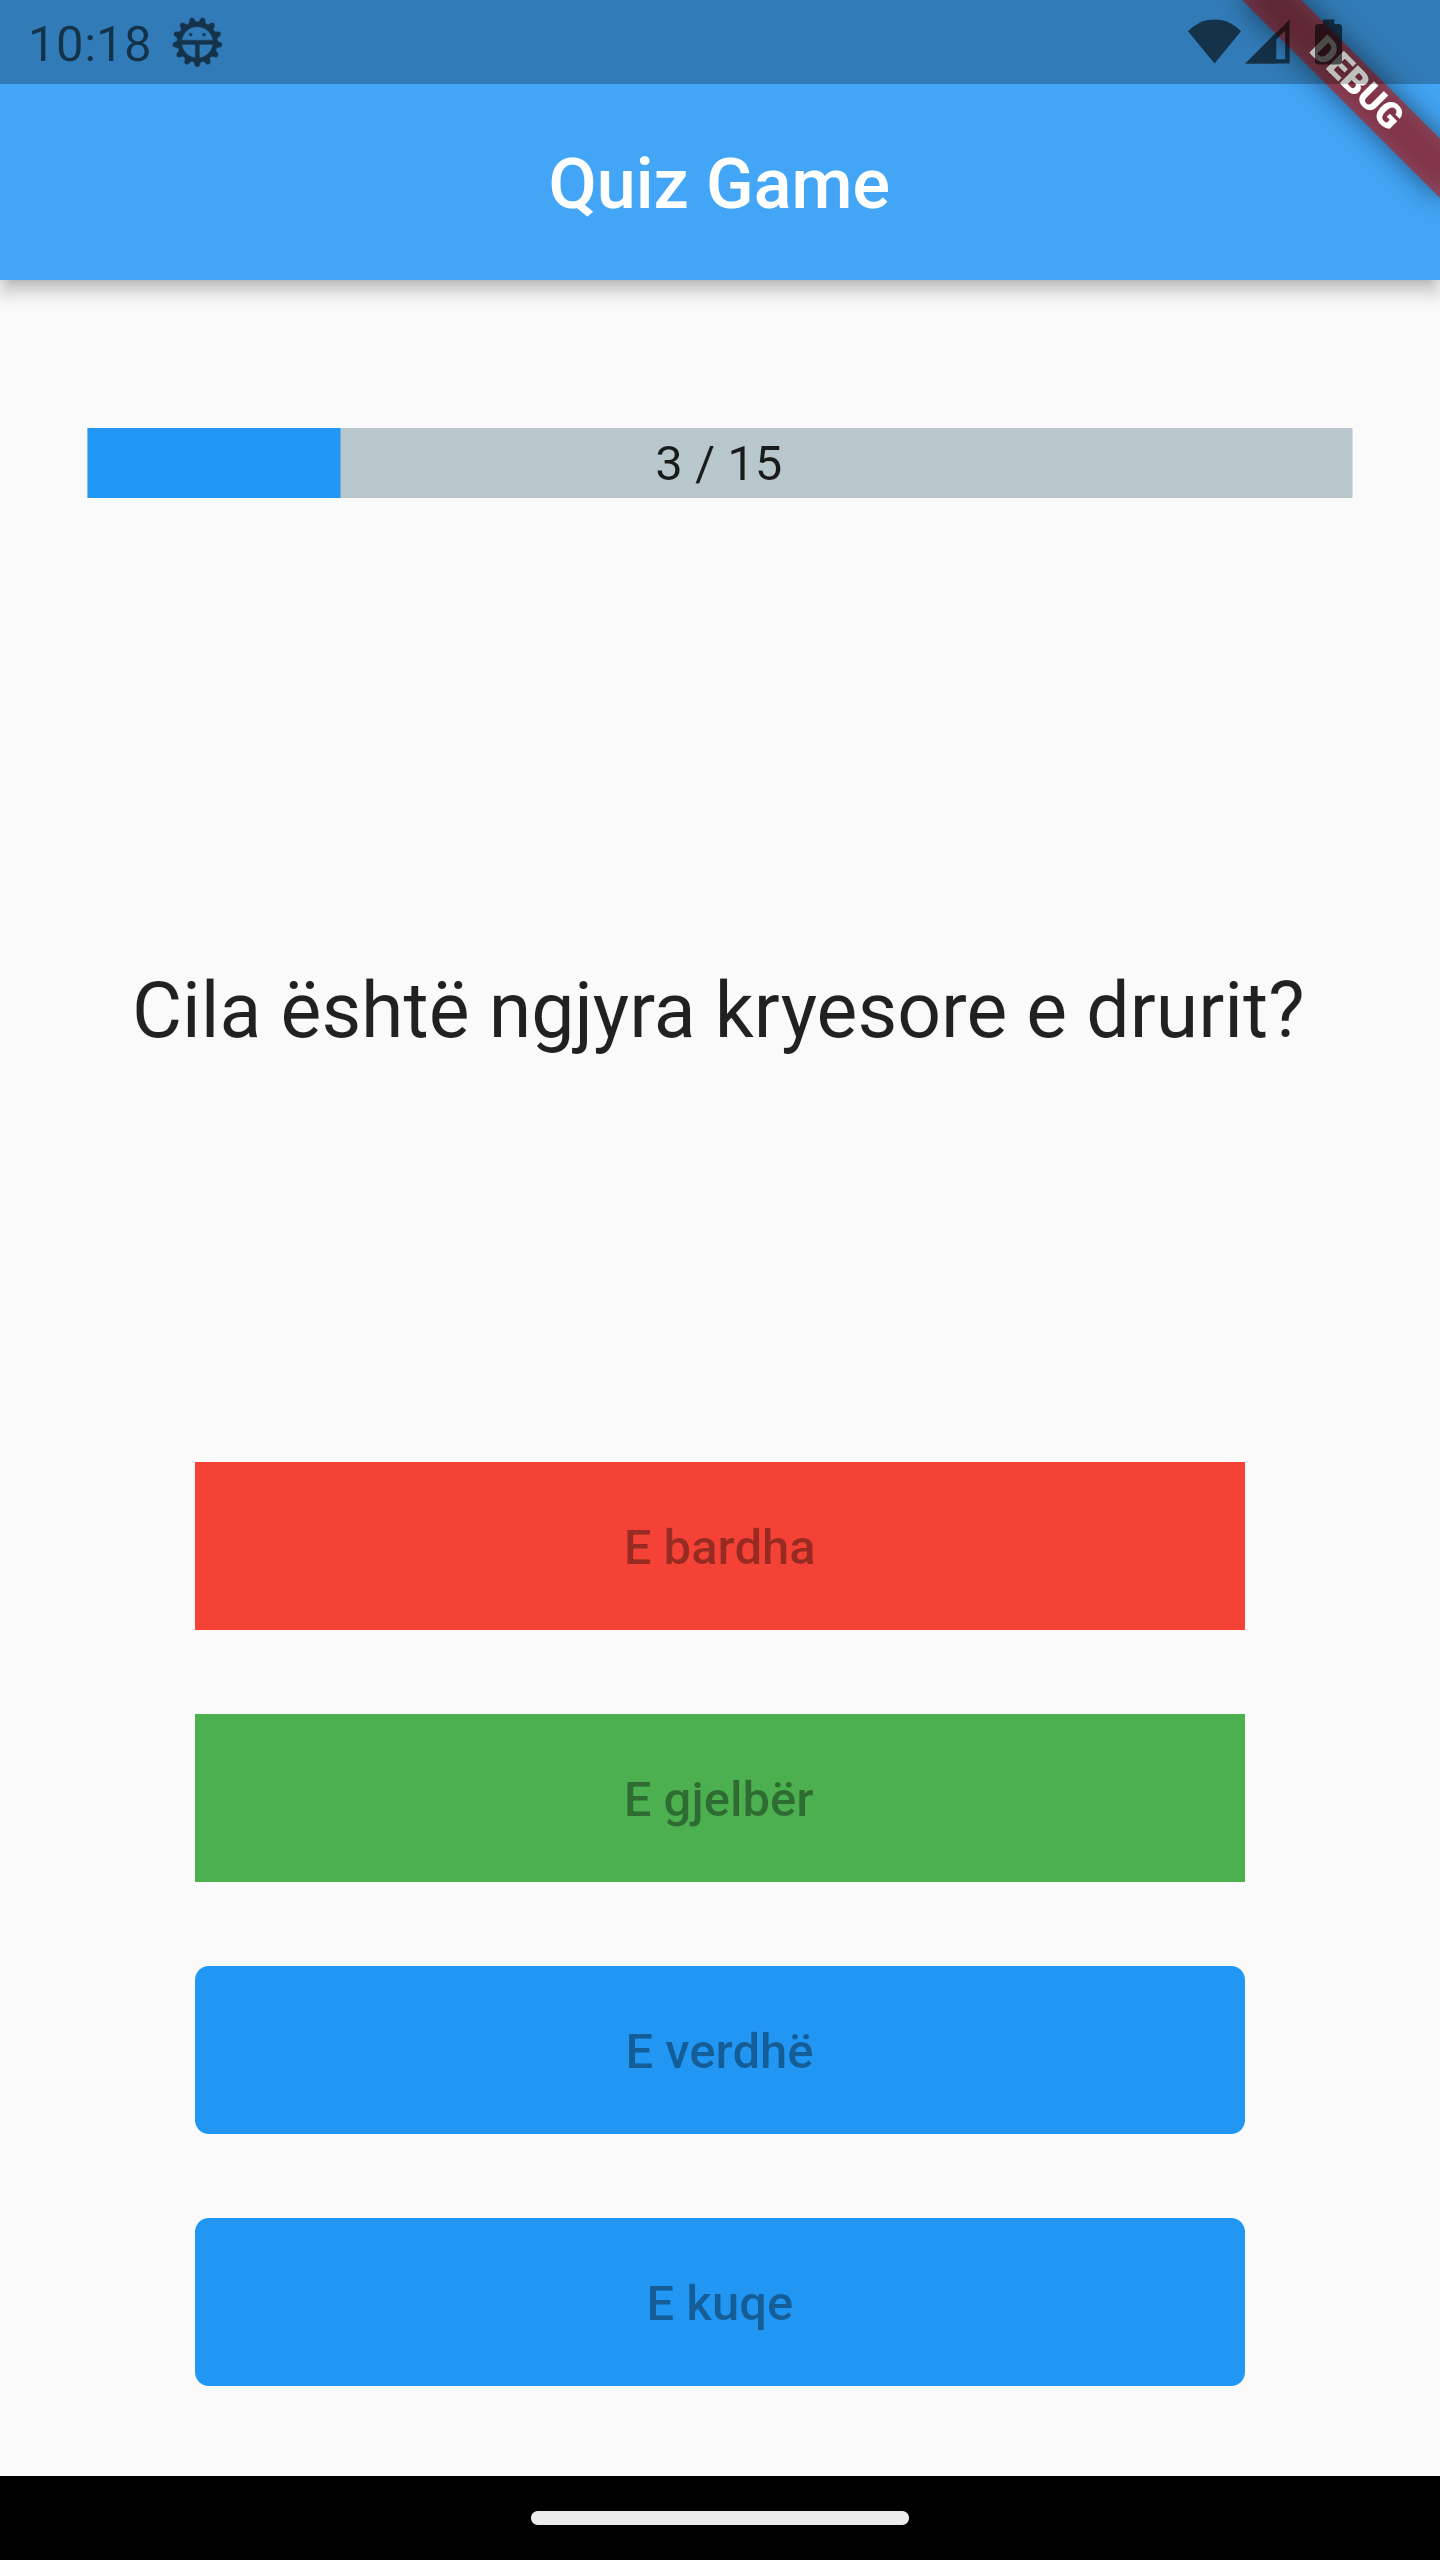 10:18
DEBUG
Quiz Game
3 / 15
Cila është ngjyra kryesore e drurit?
E bardha
E gjelbër
E verdhë
E kuqe